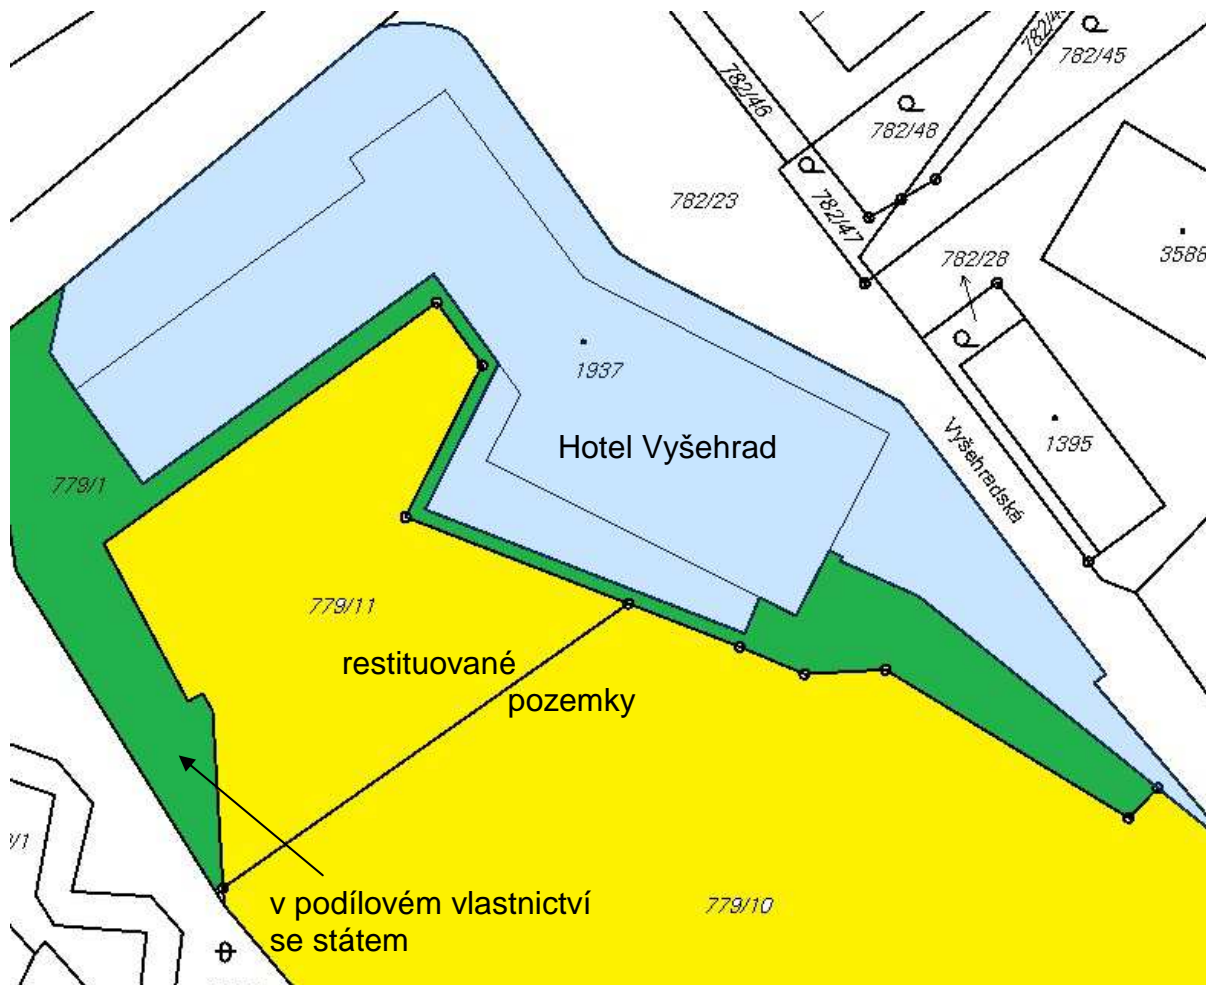 782/45
782/46
782/48
782/23
782/47
782/28
3588
1937
Hotel Vyšehrad
1395
Vyšehradská
779/1
779/11
restituované
pozemky
v podílovém vlastnictví
se státem
779/10